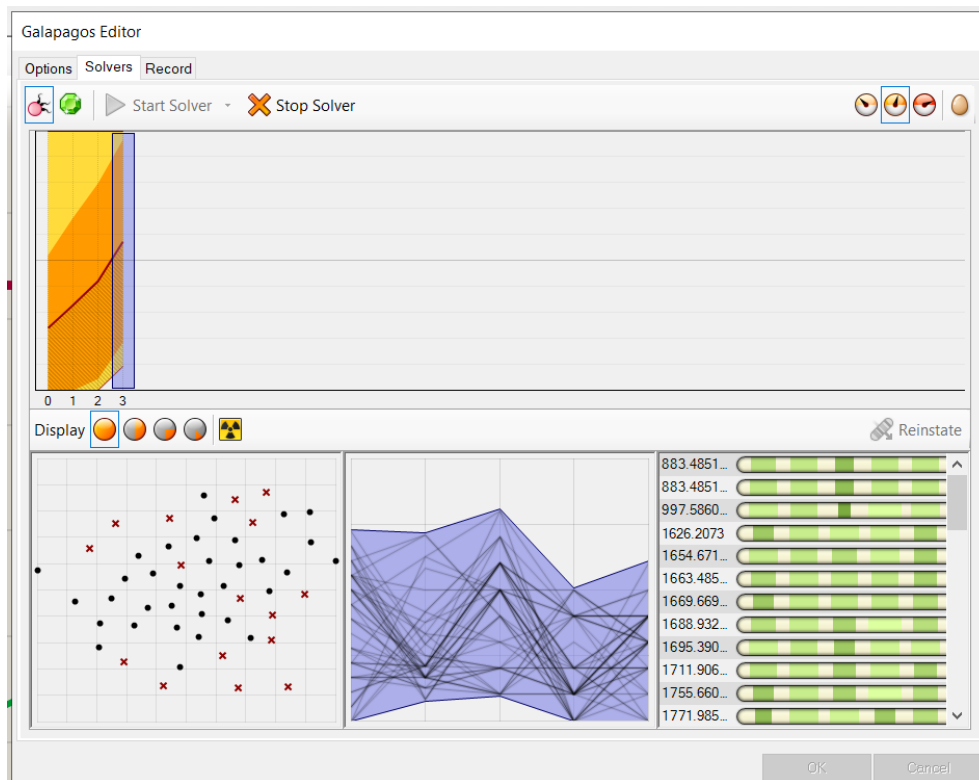 Galapagos Editor
Options Solvers Record
Start Solver Stop Solver
0 1 2 3
Display Reinstate
883.4851...
883.4851...
997.5860...
1626.2073
1654.671...
1663.485...
1669.669...
1688.932...
1695.390...
1711.906...
1755.660...
1771.985...
OK Cancel